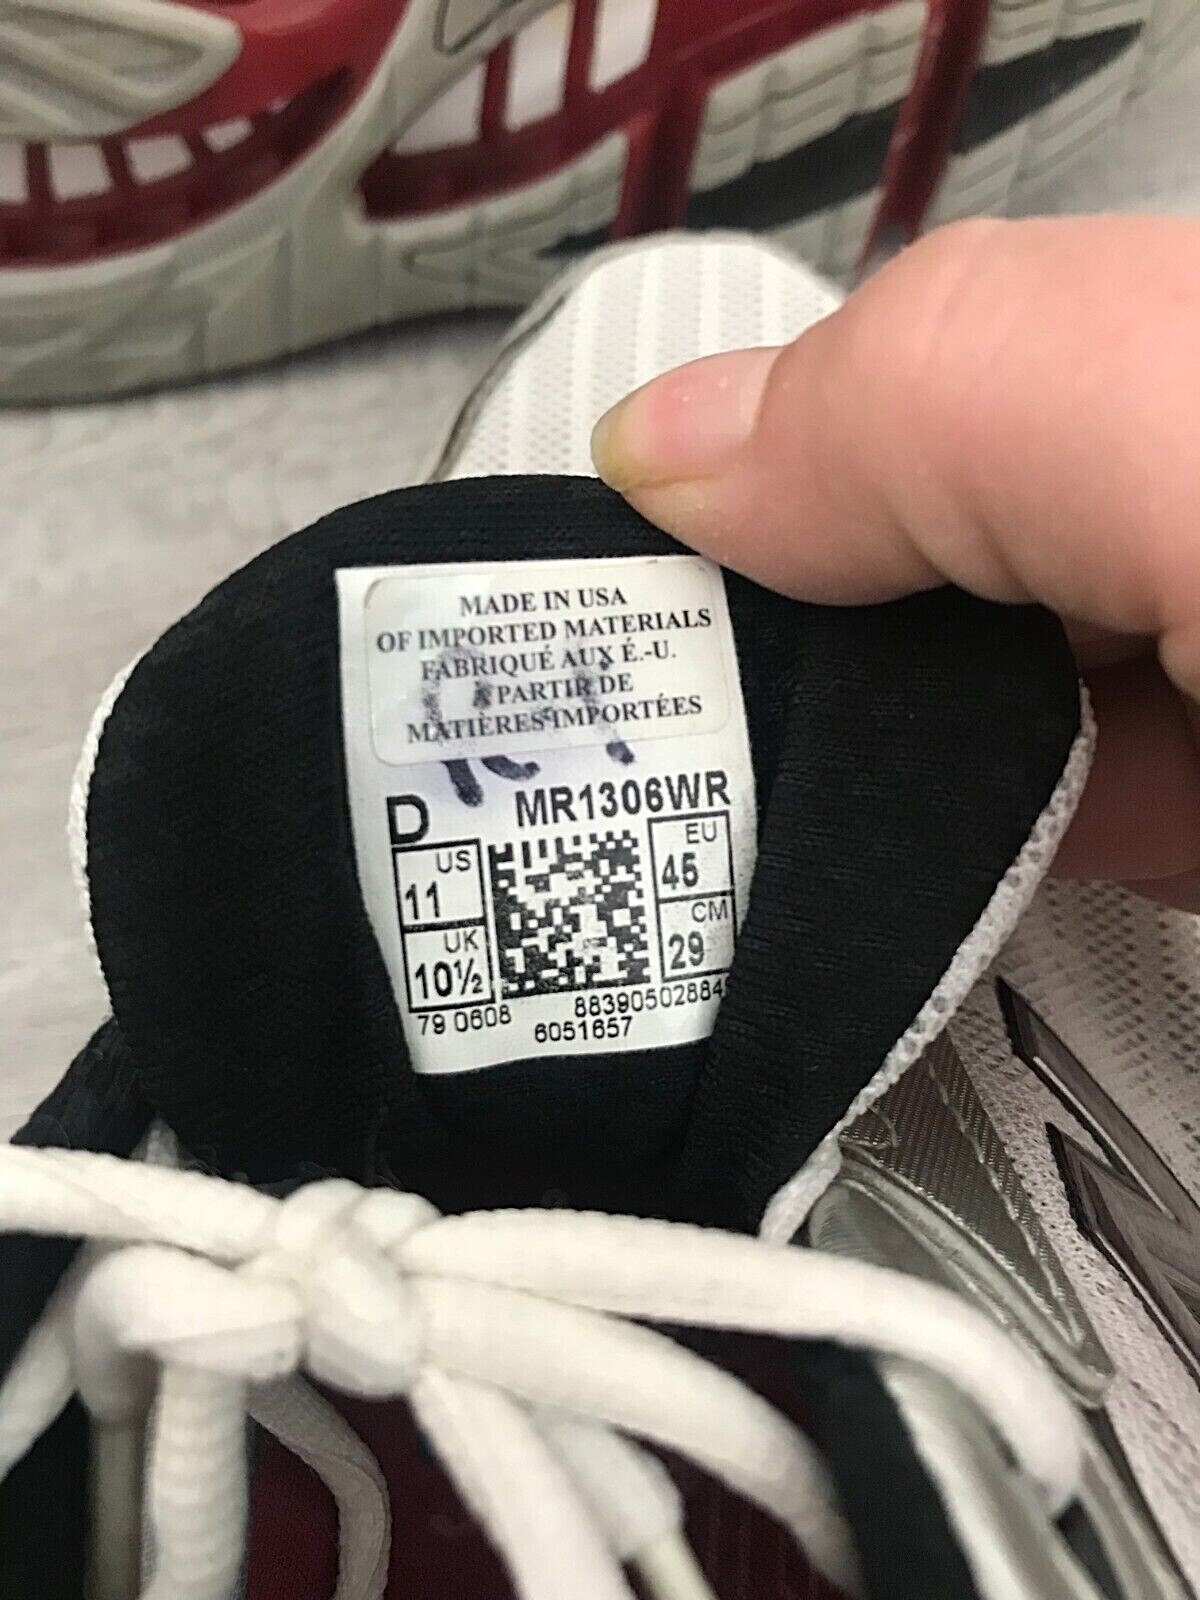 MADE IN USA
OF IMPORTED MATERIALS
FABRIQUÉ AUX É.-U.
À PARTIR DE
MATIÈRES IMPORTÉES
D MR1306WR
US
11
UK
10½
EU
45
CM
29
79 0608
6051657